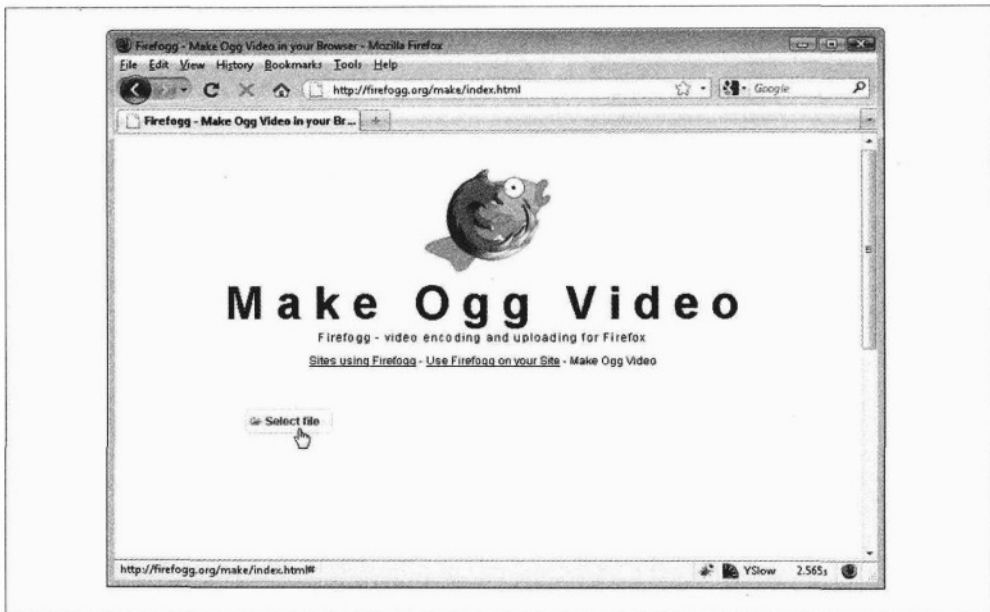 Firefogg - Make Ogg Video in your Browser - Mozilla Firefox
File Edit View History Bookmarks Tools Help
http://firefogg.org/make/index.html
Google
Firefogg - Make Ogg Video in your Br...
Make Ogg Video
Firefogg - video encoding and uploading for Firefox
Sites using Firefogg - Use Firefogg on your Site - Make Ogg Video
Select file
http://firefogg.org/make/index.html#
YSlow 2.565s